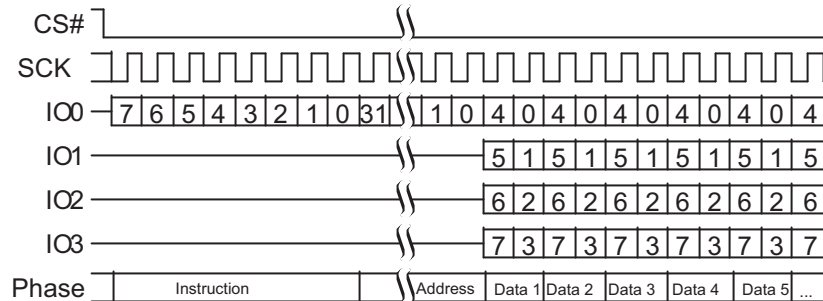 CS#
SCK
IO0 7 6 5 4 3 2 1 0 31 1 0 4 0 4 0 4 0 4 0 4 0 4
IO1 5 1 5 1 5 1 5 1 5 1 5
IO2 6 2 6 2 6 2 6 2 6 2 6
IO3 7 3 7 3 7 3 7 3 7 3 7
Phase Instruction Address Data 1 Data 2 Data 3 Data 4 Data 5 ...